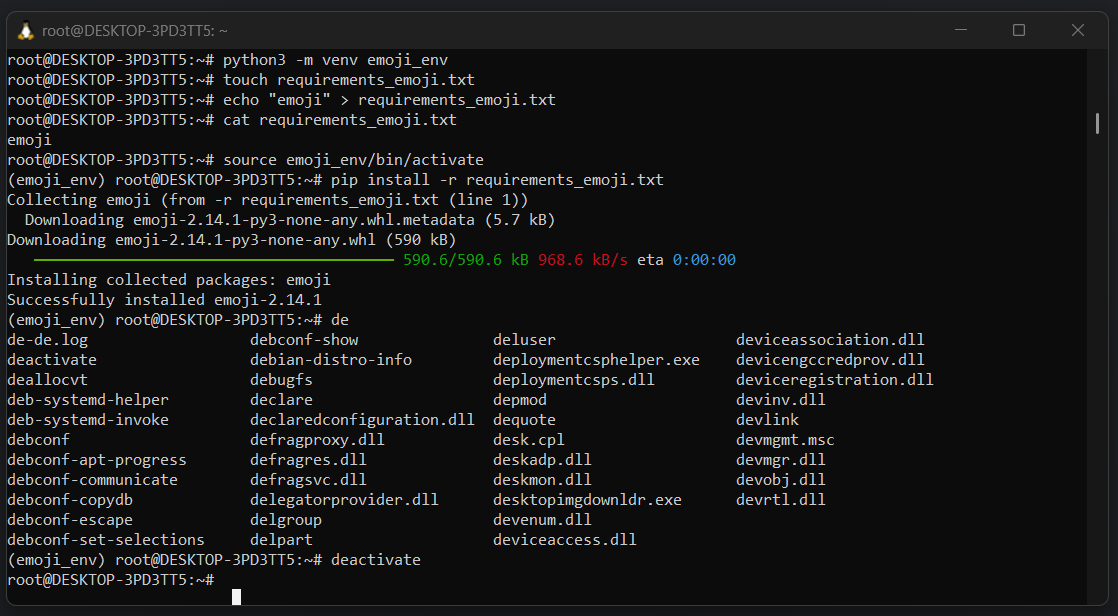 root@DESKTOP-3PD3TT5: ~
root@DESKTOP-3PD3TT5:~# python3 -m venv emoji_env
root@DESKTOP-3PD3TT5:~# touch requirements_emoji.txt
root@DESKTOP-3PD3TT5:~# echo "emoji" > requirements_emoji.txt
root@DESKTOP-3PD3TT5:~# cat requirements_emoji.txt
emoji
root@DESKTOP-3PD3TT5:~# source emoji_env/bin/activate
(emoji_env) root@DESKTOP-3PD3TT5:~# pip install -r requirements_emoji.txt
Collecting emoji (from -r requirements_emoji.txt (line 1))
  Downloading emoji-2.14.1-py3-none-any.whl.metadata (5.7 kB)
Downloading emoji-2.14.1-py3-none-any.whl (590 kB)
590.6/590.6 kB 968.6 kB/s eta 0:00:00
Installing collected packages: emoji
Successfully installed emoji-2.14.1
(emoji_env) root@DESKTOP-3PD3TT5:~# de
de-de.log debconf-show deluser deviceassociation.dll
deactivate debian-distro-info deploymentcsphelper.exe devicengccredprov.dll
deallocvt debugfs deploymentcsps.dll deviceregistration.dll
deb-systemd-helper declare depmod devinv.dll
deb-systemd-invoke declaredconfiguration.dll dequote devlink
debconf defragproxy.dll desk.cpl devmgmt.msc
debconf-apt-progress defragres.dll deskadp.dll devmgr.dll
debconf-communicate defragsvc.dll deskmon.dll devobj.dll
debconf-copydb delegatorprovider.dll desktopimgdownldr.exe devrtl.dll
debconf-escape delgroup devenum.dll
debconf-set-selections delpart deviceaccess.dll
(emoji_env) root@DESKTOP-3PD3TT5:~# deactivate
root@DESKTOP-3PD3TT5:~#